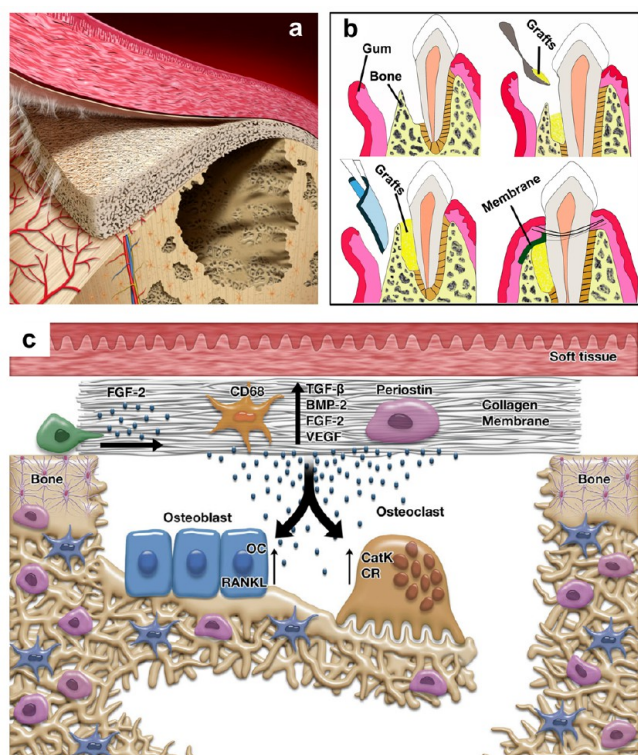 a
b
Gum
Bone
Grafts
Grafts
Membrane
c
Soft tissue
FGF-2
CD68
TGF-β
BMP-2
FGF-2
VEGF
Periostin
Collagen
Membrane
Bone
Bone
Osteoblast
Osteoclast
OC
RANKL
CatK
CR